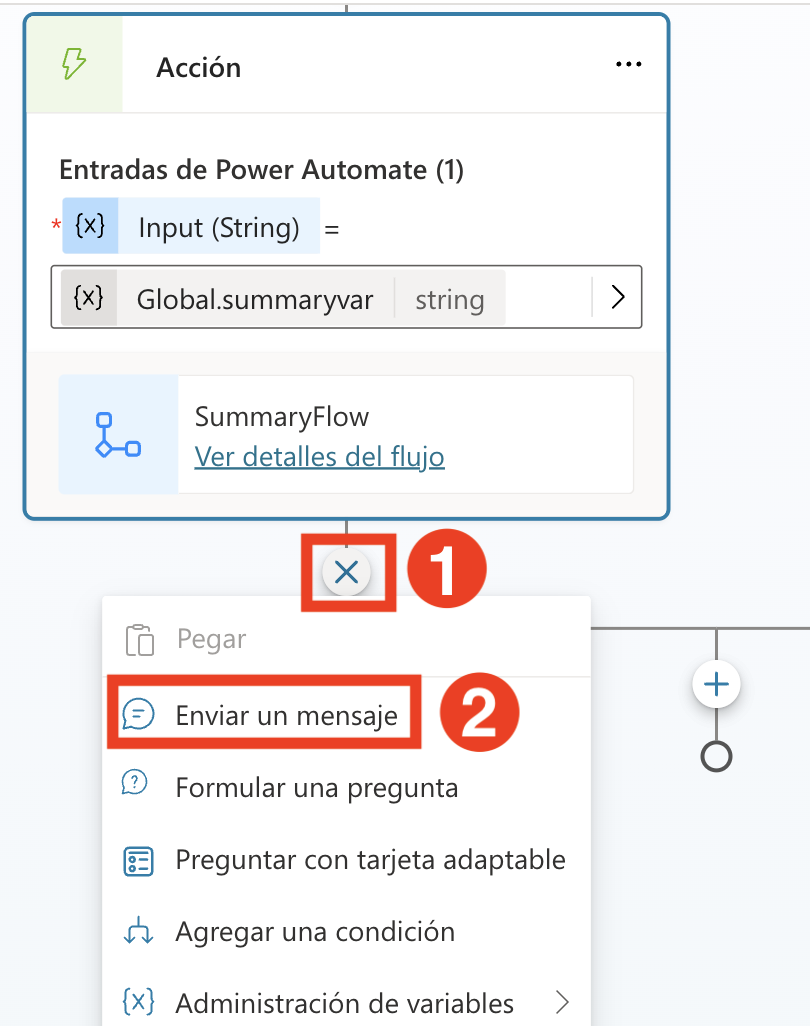 Acción
Entradas de Power Automate (1)
* {x} Input (String) =
{x} Global.summaryvar string
SummaryFlow
Ver detalles del flujo
1
Pegar
Enviar un mensaje
2
Formular una pregunta
Preguntar con tarjeta adaptable
Agregar una condición
{x} Administración de variables